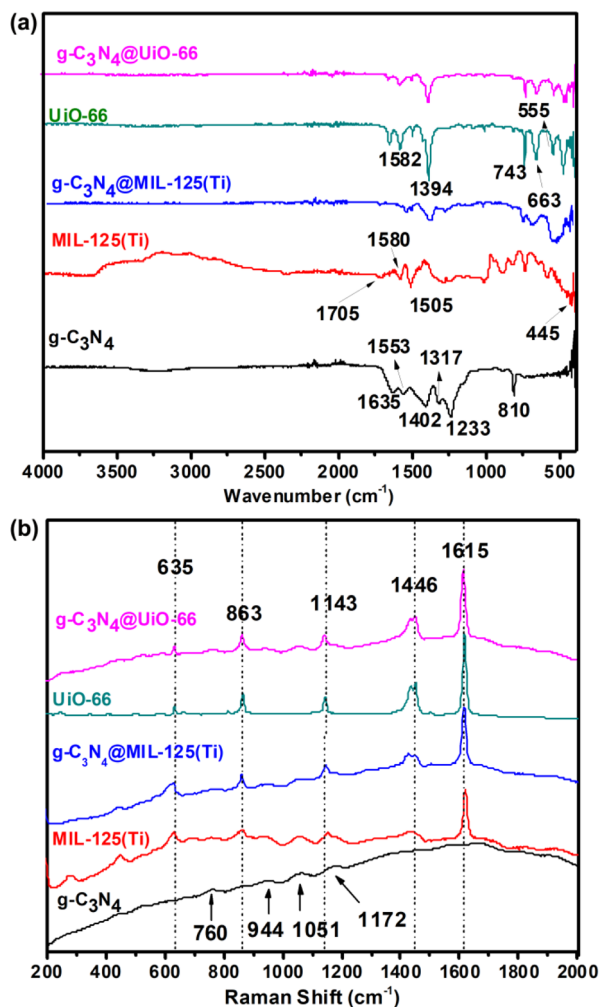 (a)
g-C3N4@UiO-66
UiO-66
555
1582
1394
743
663
g-C3N4@MIL-125(Ti)
MIL-125(Ti)
1580
1705
1505
445
g-C3N4
1553
1317
1635
1402
1233
810
4000 3500 3000 2500 2000 1500 1000 500
Wavenumber (cm-1)
(b)
635
863
1143
1446
1615
g-C3N4@UiO-66
UiO-66
g-C3N4@MIL-125(Ti)
MIL-125(Ti)
g-C3N4
760
944
1051
1172
200 400 600 800 1000 1200 1400 1600 1800 2000
Raman Shift (cm-1)